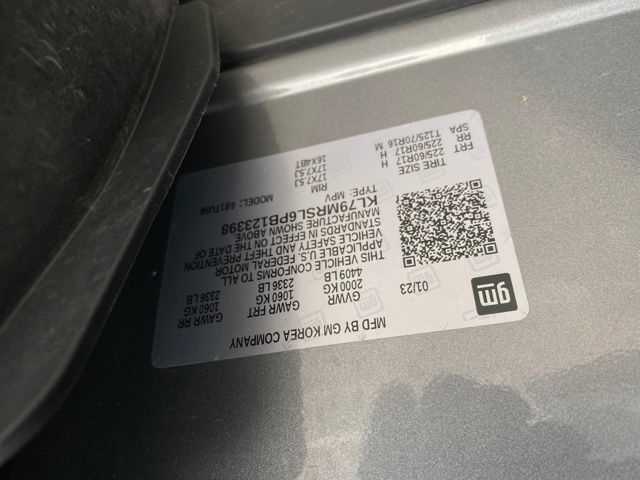 MFD BY GM KOREA COMPANY
gm
01/23
GVWR
2000 KG
4409 LB
GAWR FRT
1060 KG
2336 LB
GAWR RR
1060 KG
2336 LB
THIS VEHICLE CONFORMS TO ALL
APPLICABLE U.S. FEDERAL MOTOR
VEHICLE SAFETY AND THEFT PREVENTION
STANDARDS IN EFFECT ON THE DATE OF
MANUFACTURE SHOWN ABOVE
KL79MRSL6PB123398
TYPE: MPV
MODEL:
TIRE SIZE
RIM
FRT 225/60R17 H 17X7.5J
RR 225/60R17 H 17X7.5J
SPA T125/70R16 M 16X4BT